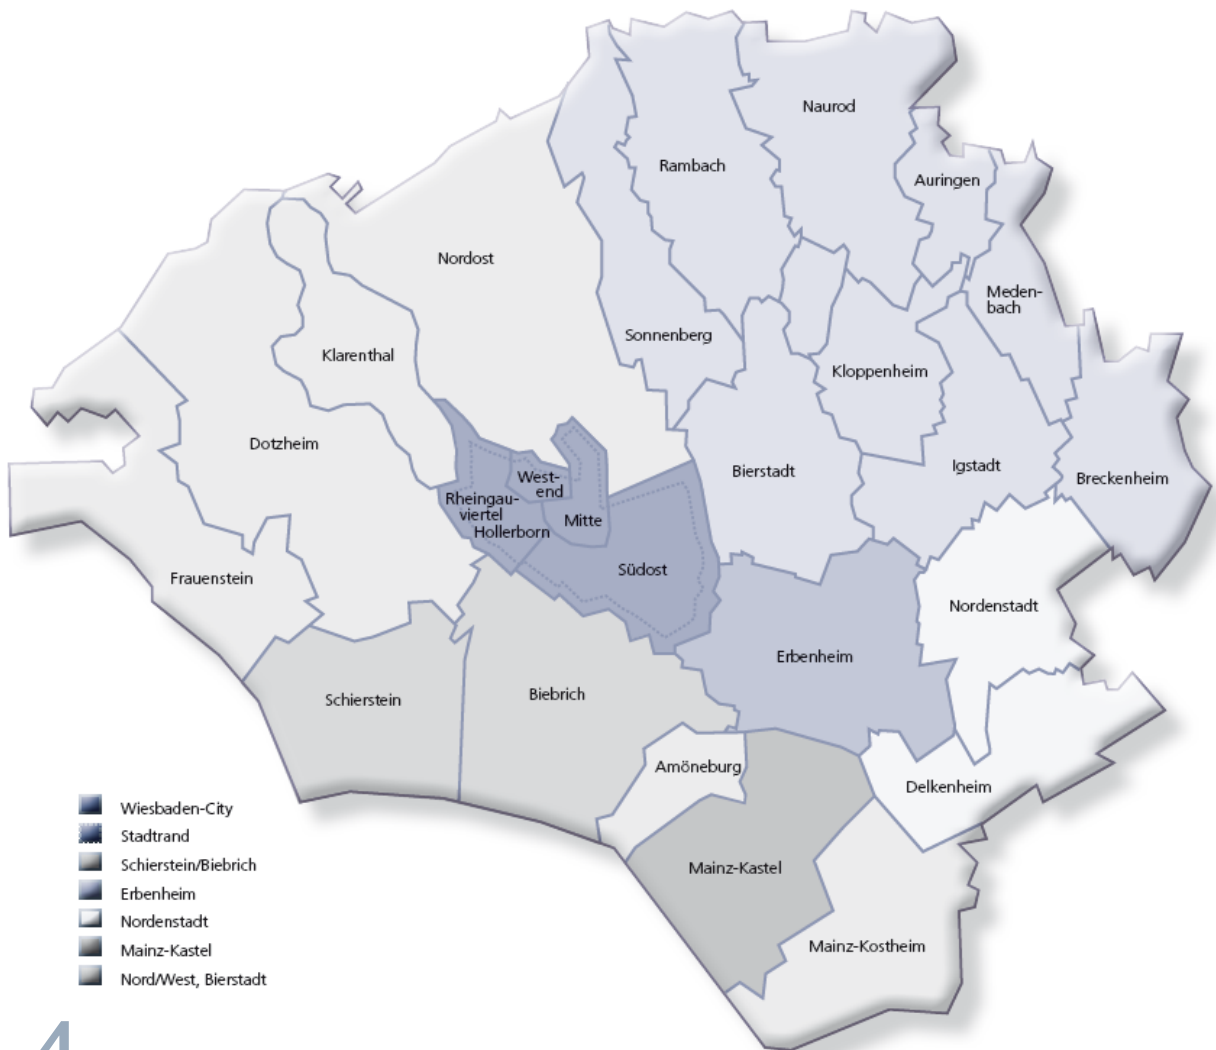 Naurod
Rambach
Auringen
Nordost
Meden-
bach
Sonnenberg
Klarenthal
Kloppenheim
Dotzheim
Bierstadt
Igstadt
Breckenheim
West-
end
Rheingau-
viertel
Hollerborn
Mitte
Südost
Frauenstein
Nordenstadt
Erbenheim
Schierstein
Biebrich
Amöneburg
Delkenheim
Mainz-Kastel
Mainz-Kostheim
Wiesbaden-City
Stadtrand
Schierstein/Biebrich
Erbenheim
Nordenstadt
Mainz-Kastel
Nord/West, Bierstadt
4